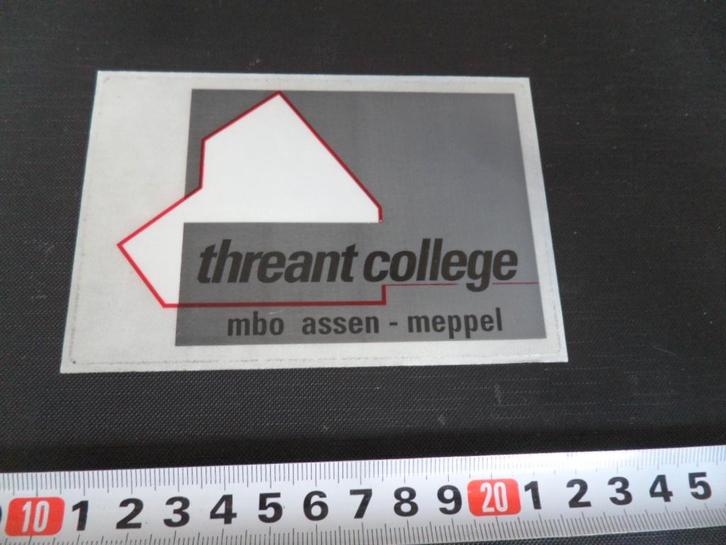 threant college
mbo assen - meppel
10 1 2 3 4 5 6 7 8 9 20 1 2 3 4 5